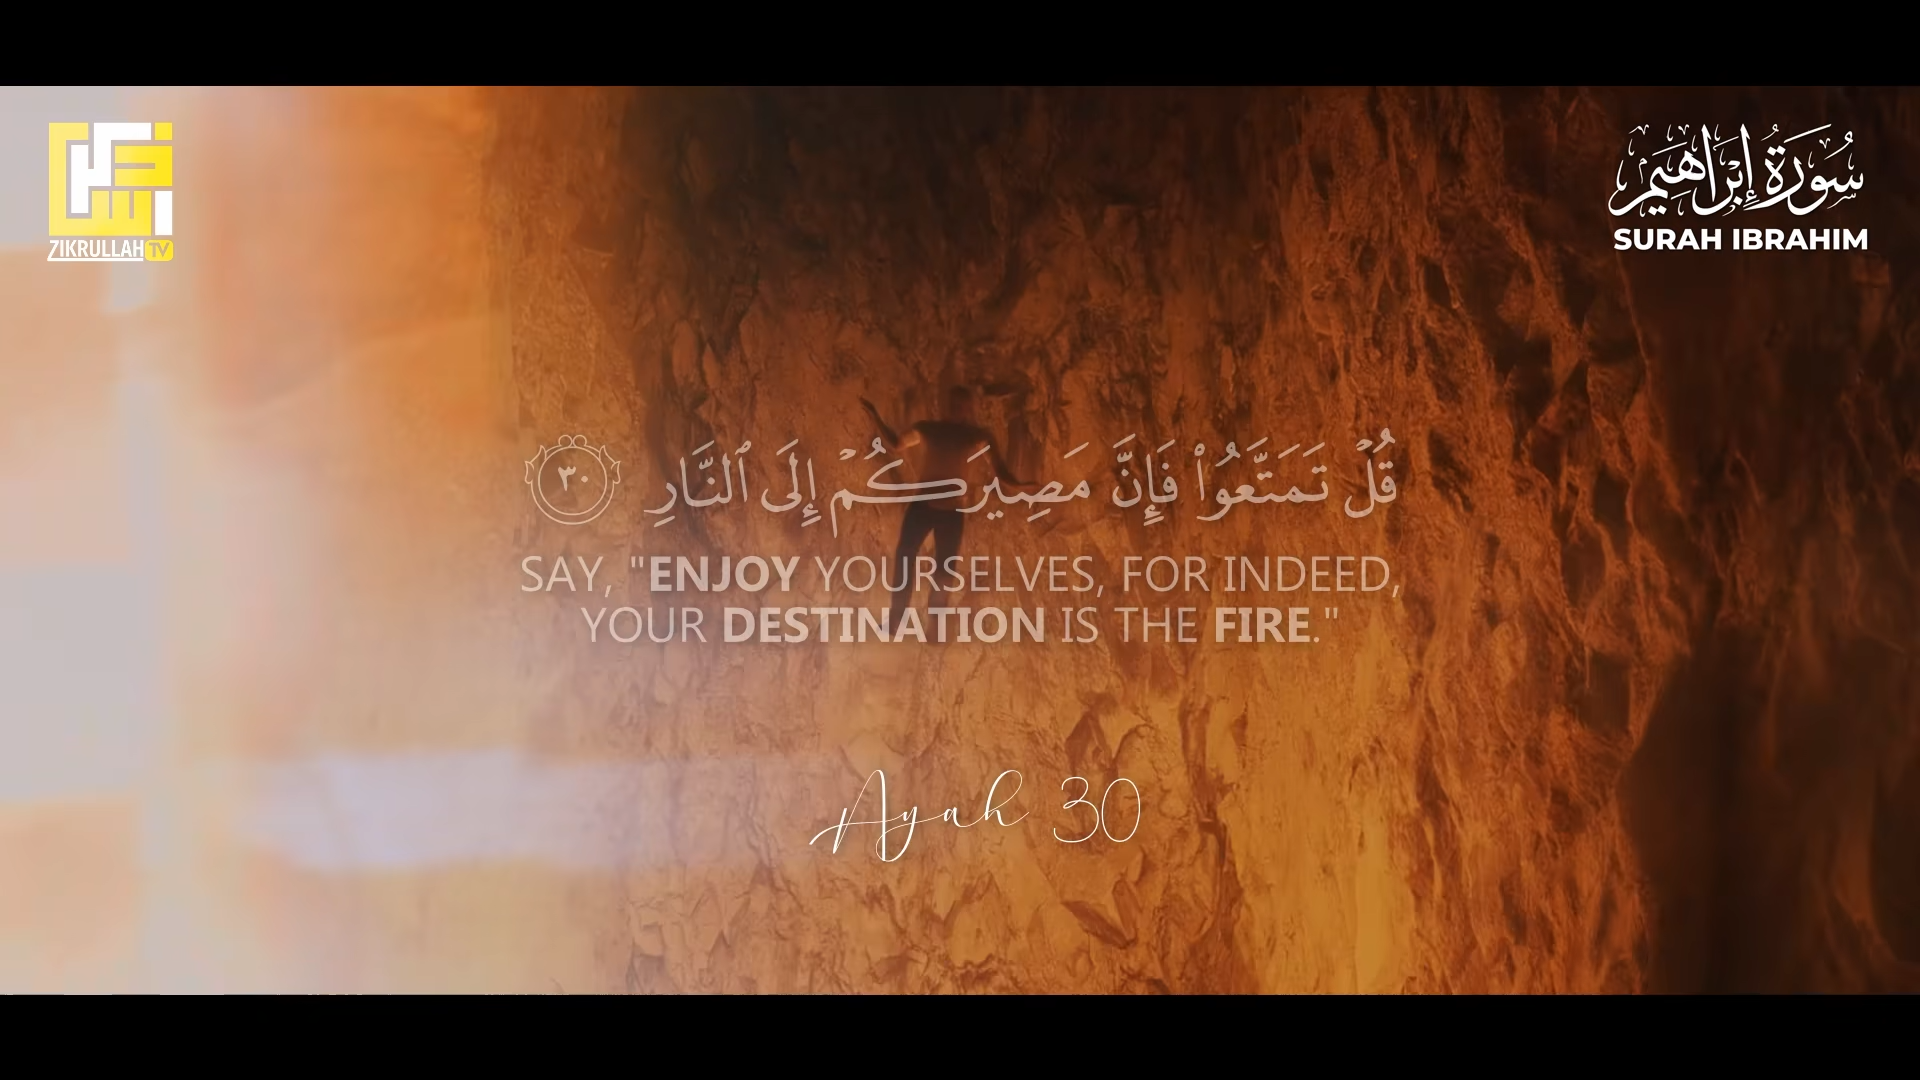 ZIKRULLAH TV
سُورَةُ إِبْرَاهِيم
SURAH IBRAHIM
قُلْ تَمَتَّعُوا۟ فَإِنَّ مَصِيرَكُمْ إِلَى ٱلنَّارِ ٣٠
SAY, "ENJOY YOURSELVES, FOR INDEED,
YOUR DESTINATION IS THE FIRE."
Ayah 30